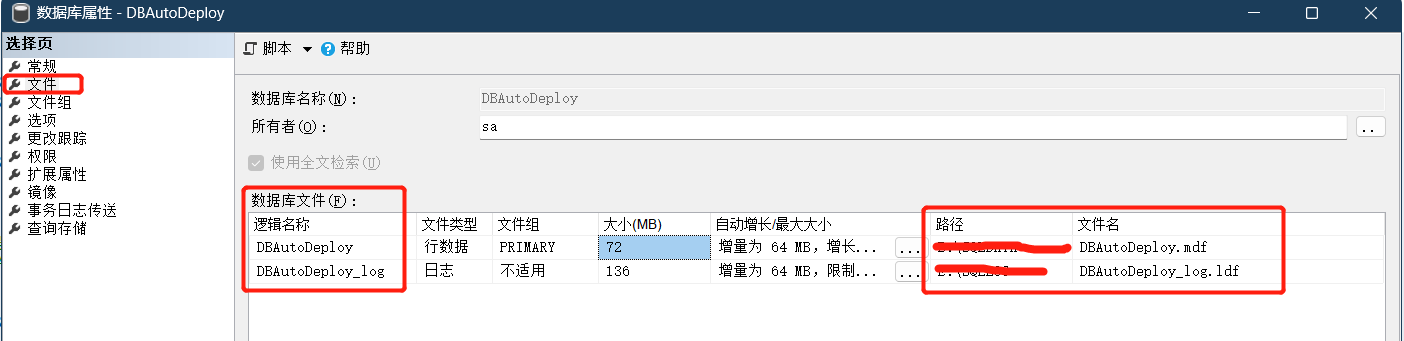 数据库属性 - DBAutoDeploy
选择页
常规
文件
文件组
选项
更改跟踪
权限
扩展属性
镜像
事务日志传送
查询存储
脚本 帮助
数据库名称(N): DBAutoDeploy
所有者(O): sa ..
使用全文检索(U)
数据库文件(F):
逻辑名称 文件类型 文件组 大小(MB) 自动增长/最大大小 路径 文件名
DBAutoDeploy 行数据 PRIMARY 72 增量为 64 MB，增长... ... DBAutoDeploy.mdf
DBAutoDeploy_log 日志 不适用 136 增量为 64 MB，限制... ... DBAutoDeploy_log.ldf